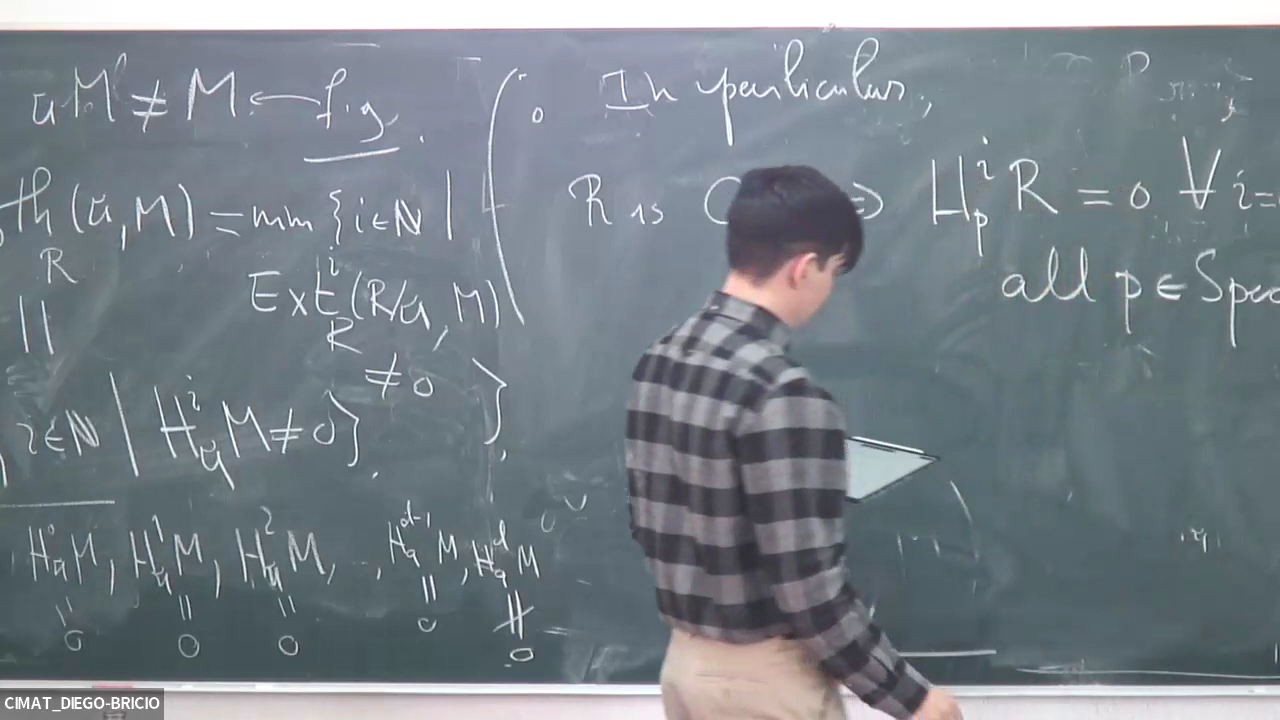 𝔞M ≠ M ← f.g.
th_R(𝔞, M) = min {i ∈ ℕ |
Ext^i_R(R/𝔞, M)
≠ 0 }.
||
i ∈ ℕ | H^i_𝔞 M ≠ 0}.
H^0_𝔞 M, H^1_𝔞 M, H^2_𝔞 M, .., H^{d-1}_𝔞 M, H^d_𝔞 M
|| || || || ≠
0 0 0 0 0
In particular,
R is ⇔ H^i_p R = 0 ∀ i =
all p ∈ Spec
CIMAT_DIEGO-BRICIO